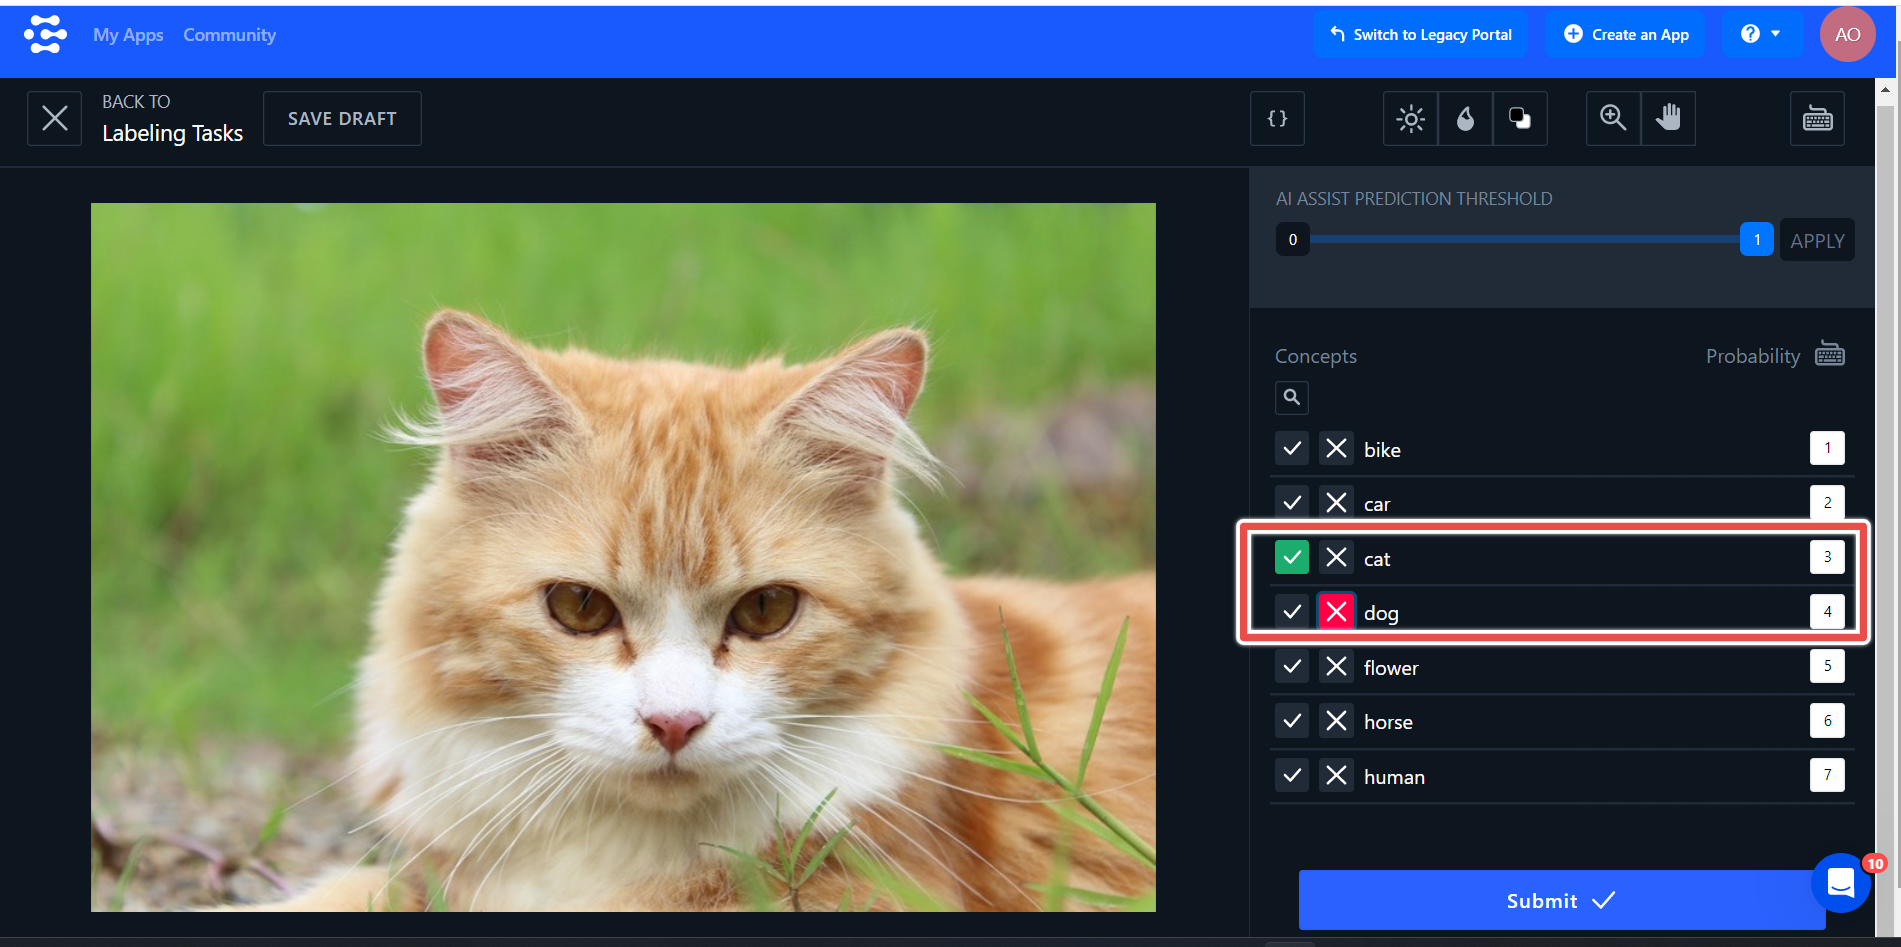 My Apps Community Switch to Legacy Portal Create an App ? AO
BACK TO
Labeling Tasks
SAVE DRAFT
{ }
AI ASSIST PREDICTION THRESHOLD
0 1 APPLY
Concepts Probability
bike 1
car 2
cat 3
dog 4
flower 5
horse 6
human 7
10
Submit